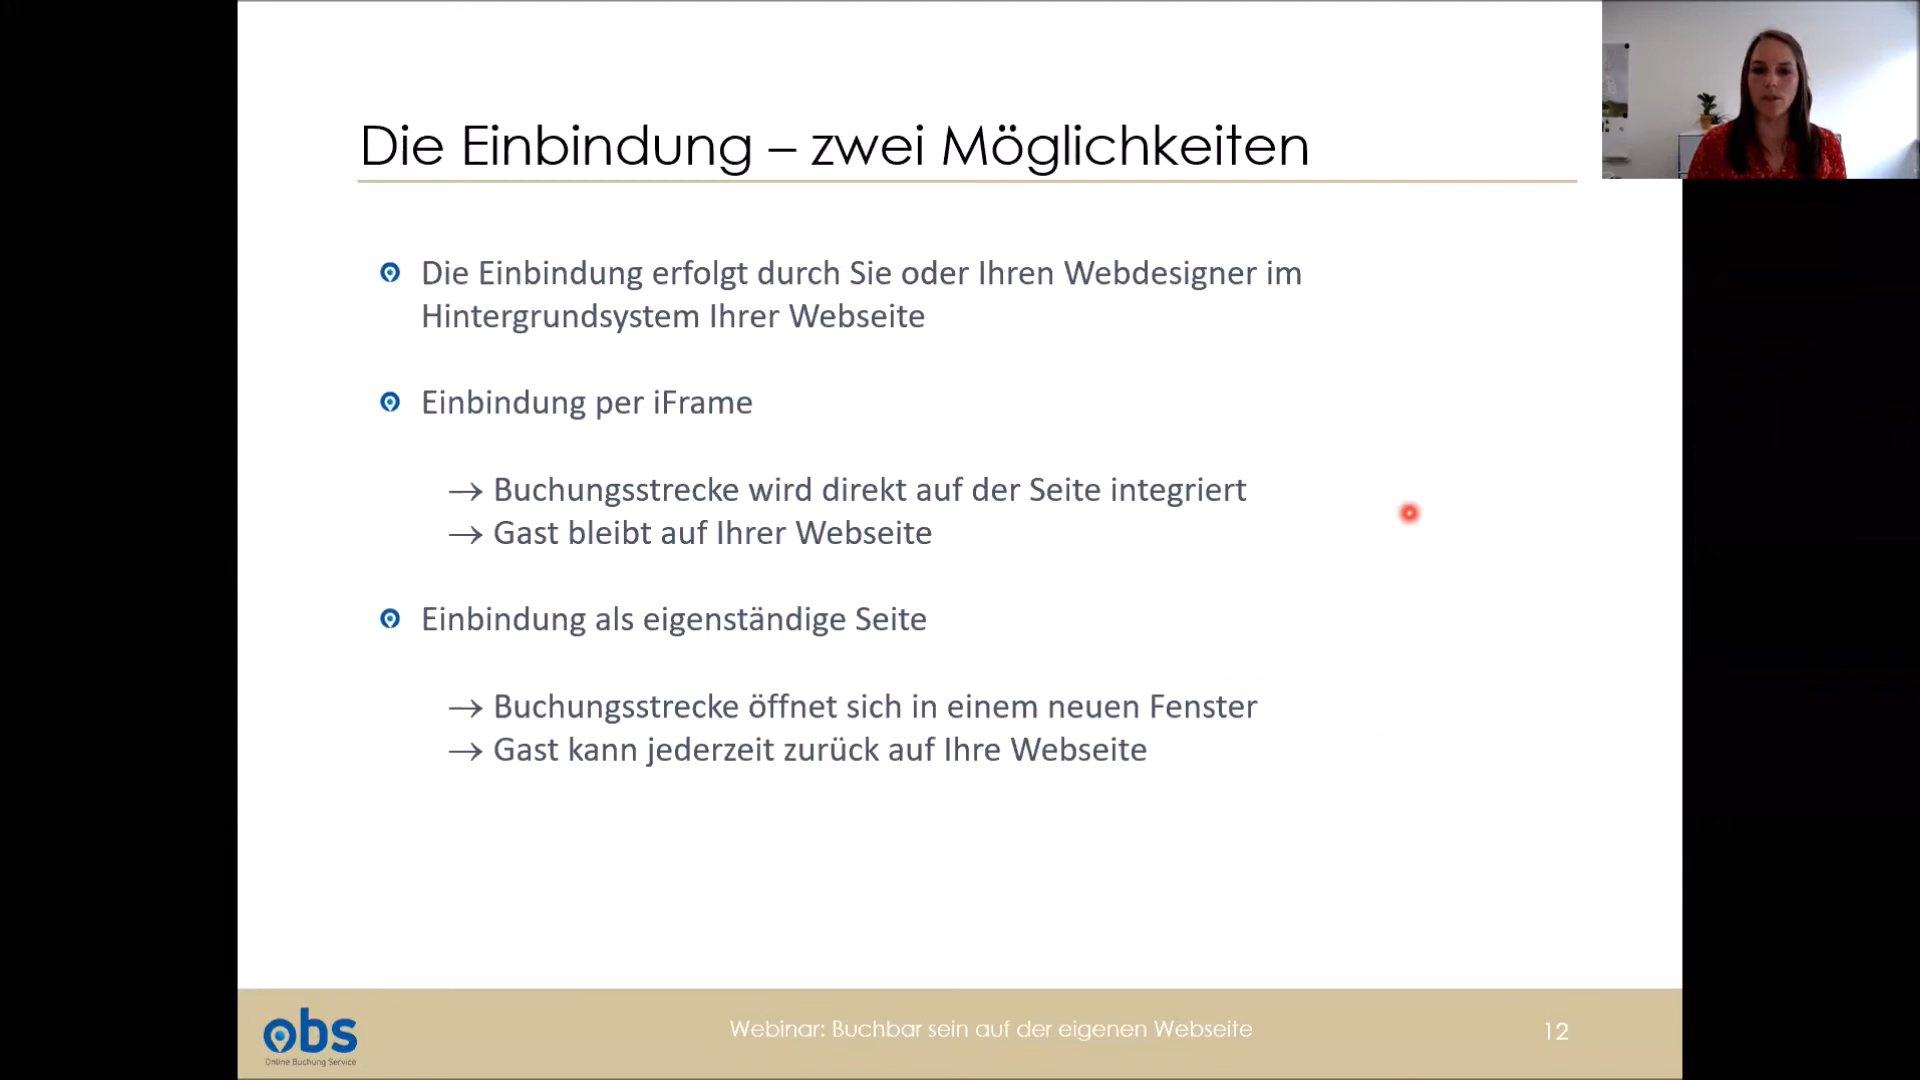 Die Einbindung – zwei Möglichkeiten
Die Einbindung erfolgt durch Sie oder Ihren Webdesigner im
Hintergrundsystem Ihrer Webseite
Einbindung per iFrame
→ Buchungsstrecke wird direkt auf der Seite integriert
→ Gast bleibt auf Ihrer Webseite
Einbindung als eigenständige Seite
→ Buchungsstrecke öffnet sich in einem neuen Fenster
→ Gast kann jederzeit zurück auf Ihre Webseite
obs
Online Buchung Service
Webinar: Buchbar sein auf der eigenen Webseite
12